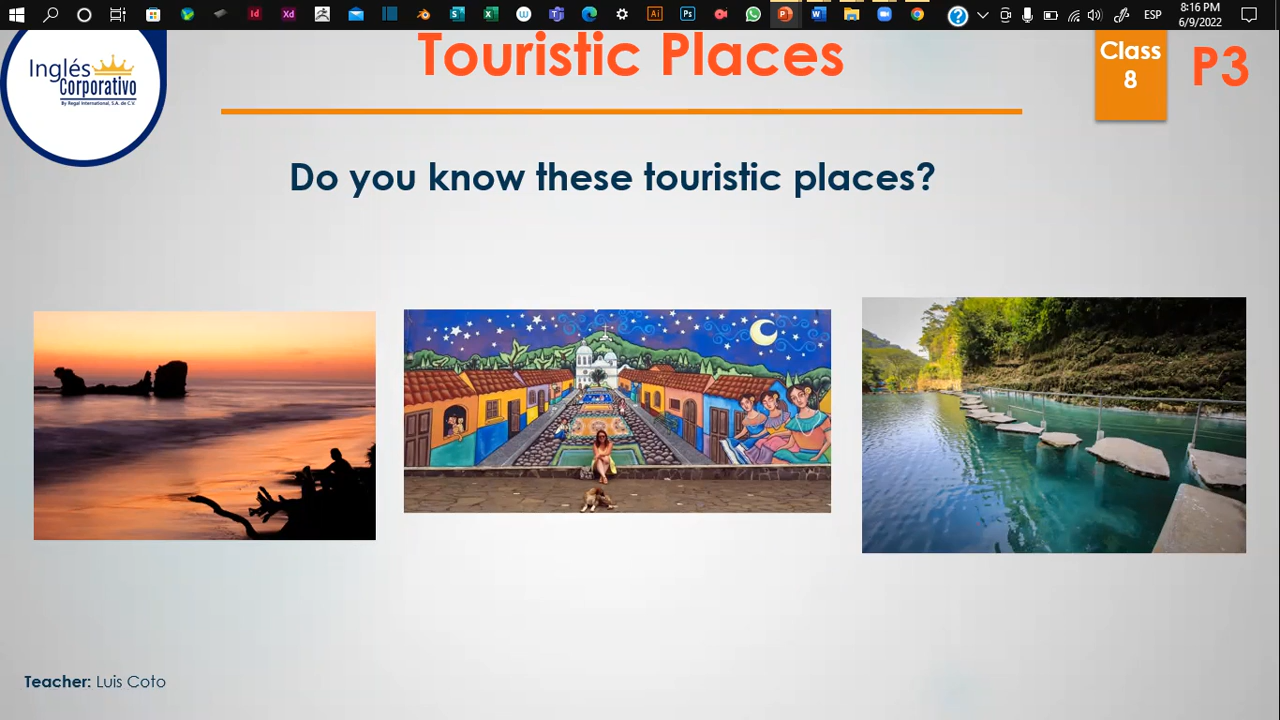 8:16 PM
ESP
6/9/2022
Touristic Places
Class
8
P3
Inglés
Corporativo
By Regal International, S.A. de C.V.
Do you know these touristic places?
Teacher: Luis Coto